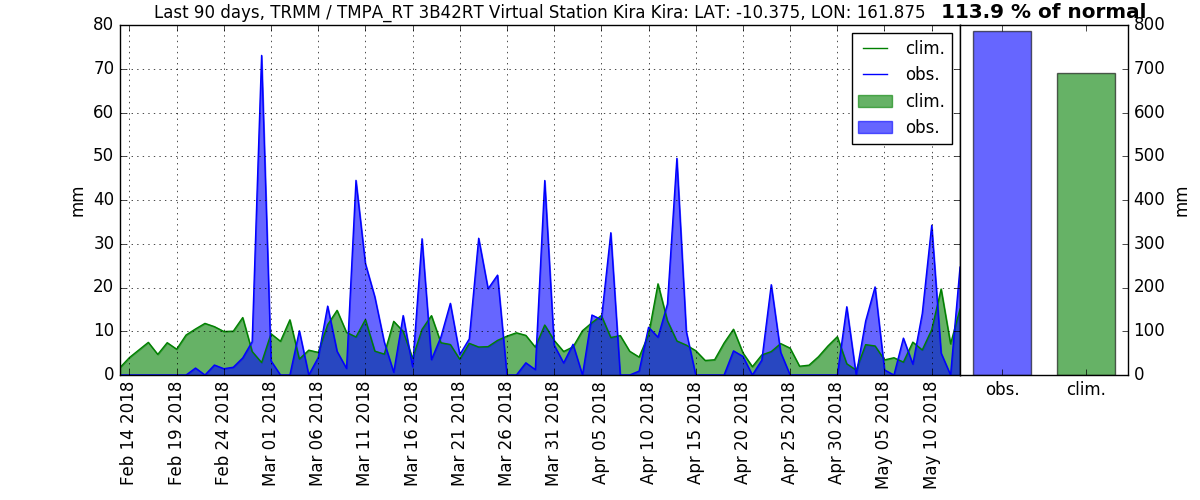 Last 90 days, TRMM / TMPA_RT 3B42RT Virtual Station Kira Kira: LAT: -10.375, LON: 161.875
113.9 % of normal
80
70
60
50
40
30
20
10
0
mm
clim.
obs.
clim.
obs.
Feb 14 2018
Feb 19 2018
Feb 24 2018
Mar 01 2018
Mar 06 2018
Mar 11 2018
Mar 16 2018
Mar 21 2018
Mar 26 2018
Mar 31 2018
Apr 05 2018
Apr 10 2018
Apr 15 2018
Apr 20 2018
Apr 25 2018
Apr 30 2018
May 05 2018
May 10 2018
800
700
600
500
400
300
200
100
0
mm
obs.
clim.